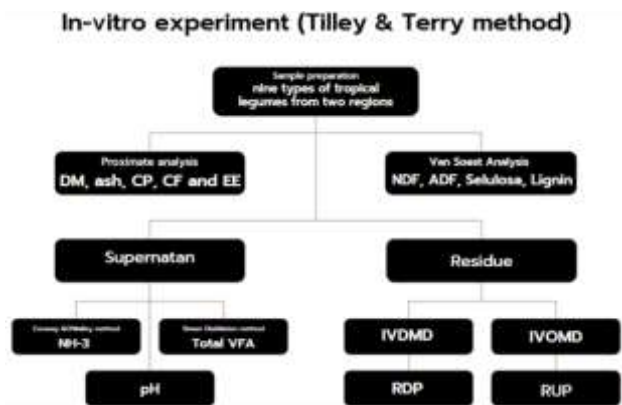 In-vitro experiment (Tilley & Terry method)
Sample preparation
nine types of tropical
legumes from two regions
Proximate analysis
DM, ash, CP, CF and EE
Van Soest Analysis
NDF, ADF, Selulosa, Lignin
Supernatan
Residue
method
NH-3
method
Total VFA
IVDMD
IVOMD
pH
RDP
RUP